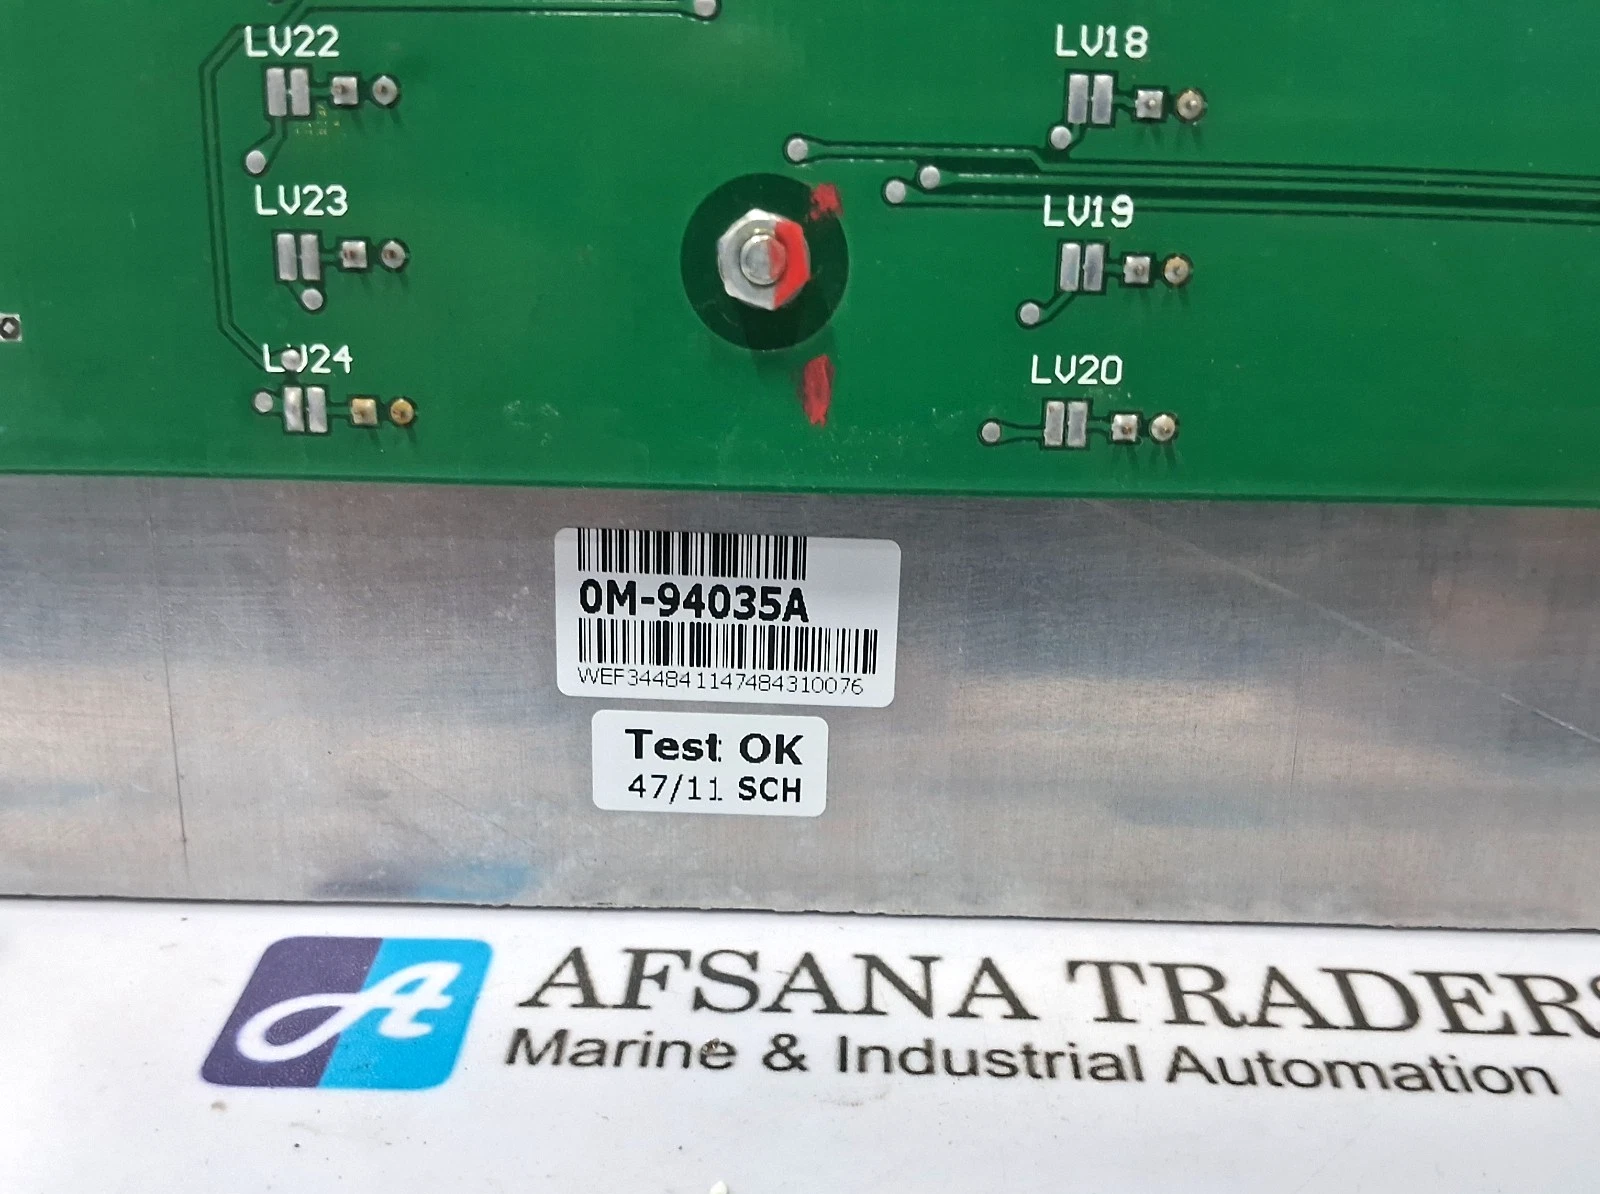 LV22
LV18
LV23
LV19
LV24
LV20
0M-94035A
WEF344841147484310076
Test OK
47/11 SCH
A
AFSANA TRADERS
Marine & Industrial Automation